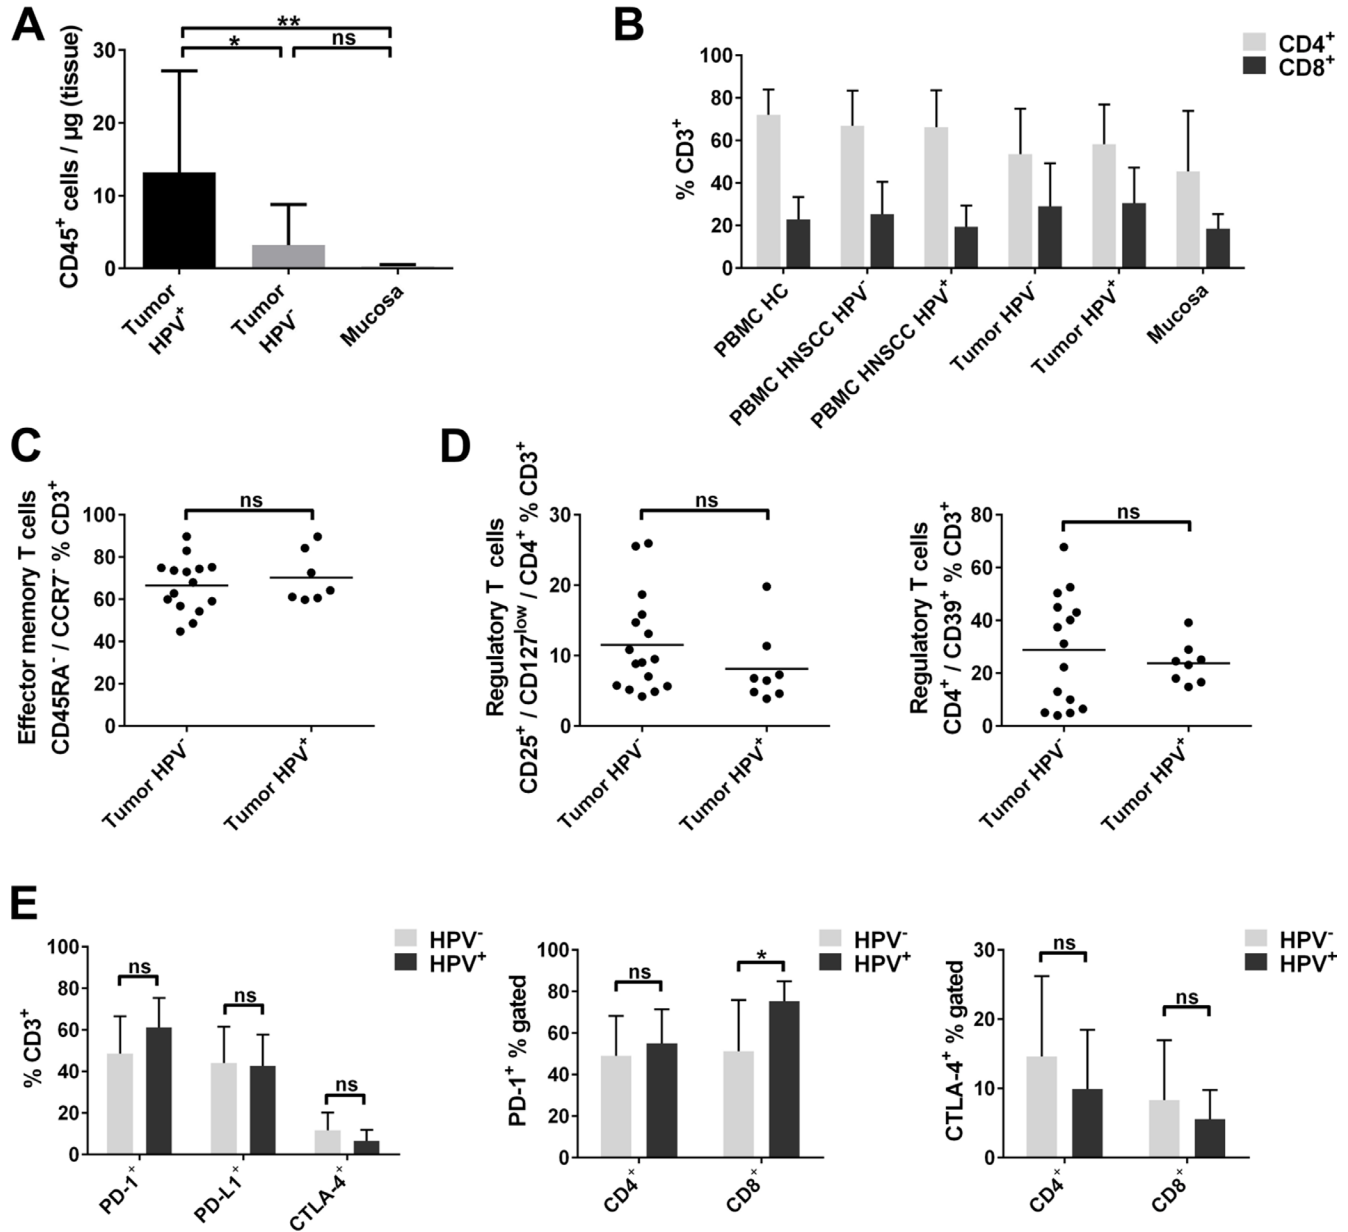 A
CD45⁺ cells / µg (tissue)
30
20
10
0
**
*
ns
Tumor
HPV⁺
Tumor
HPV⁻
Mucosa
B
% CD3⁺
100
80
60
40
20
0
CD4⁺
CD8⁺
PBMC HC
PBMC HNSCC HPV⁻
PBMC HNSCC HPV⁺
Tumor HPV⁻
Tumor HPV⁺
Mucosa
C
Effector memory T cells
CD45RA⁻ / CCR7⁻ % CD3⁺
100
80
60
40
20
0
ns
Tumor HPV⁻
Tumor HPV⁺
D
Regulatory T cells
CD25⁺ / CD127ˡᵒʷ / CD4⁺ % CD3⁺
30
20
10
0
ns
Tumor HPV⁻
Tumor HPV⁺
Regulatory T cells
CD4⁺ / CD39⁺ % CD3⁺
80
60
40
20
0
ns
Tumor HPV⁻
Tumor HPV⁺
E
% CD3⁺
100
80
60
40
20
0
ns
ns
ns
HPV⁻
HPV⁺
PD-1⁺
PD-L1⁺
CTLA-4⁺
PD-1⁺ % gated
100
80
60
40
20
0
ns
*
HPV⁻
HPV⁺
CD4⁺
CD8⁺
CTLA-4⁺ % gated
30
20
10
0
ns
ns
HPV⁻
HPV⁺
CD4⁺
CD8⁺